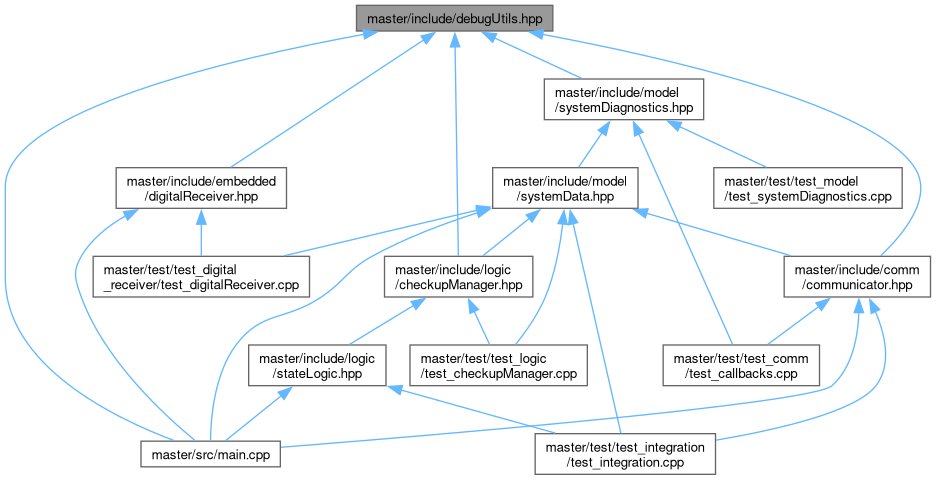 master/include/debugUtils.hpp
master/include/model
/systemDiagnostics.hpp
master/include/embedded
/digitalReceiver.hpp
master/include/model
/systemData.hpp
master/test/test_model
/test_systemDiagnostics.cpp
master/test/test_digital
_receiver/test_digitalReceiver.cpp
master/include/logic
/checkupManager.hpp
master/include/comm
/communicator.hpp
master/include/logic
/stateLogic.hpp
master/test/test_logic
/test_checkupManager.cpp
master/test/test_comm
/test_callbacks.cpp
master/src/main.cpp
master/test/test_integration
/test_integration.cpp